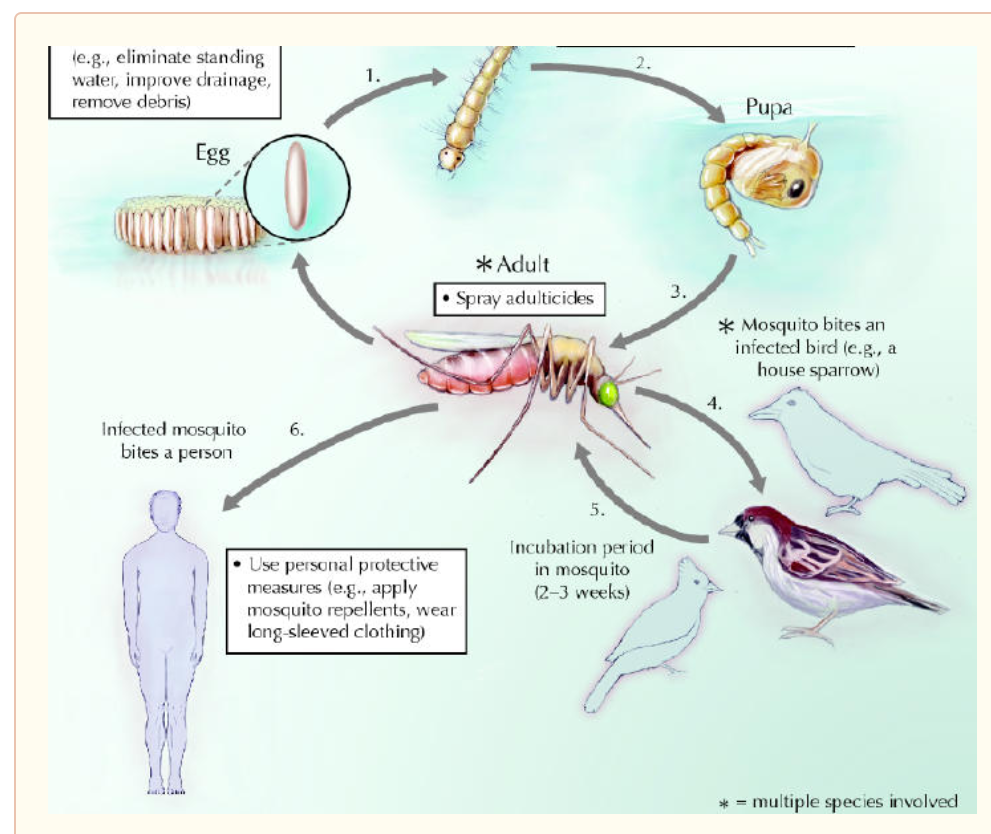 (e.g., eliminate standing
water, improve drainage,
remove debris)
1.
2.
Pupa
Egg
* Adult
• Spray adulticides
3.
* Mosquito bites an
infected bird (e.g., a
house sparrow)
4.
Infected mosquito
bites a person
6.
5.
Incubation period
in mosquito
(2–3 weeks)
• Use personal protective
measures (e.g., apply
mosquito repellents, wear
long-sleeved clothing)
* = multiple species involved